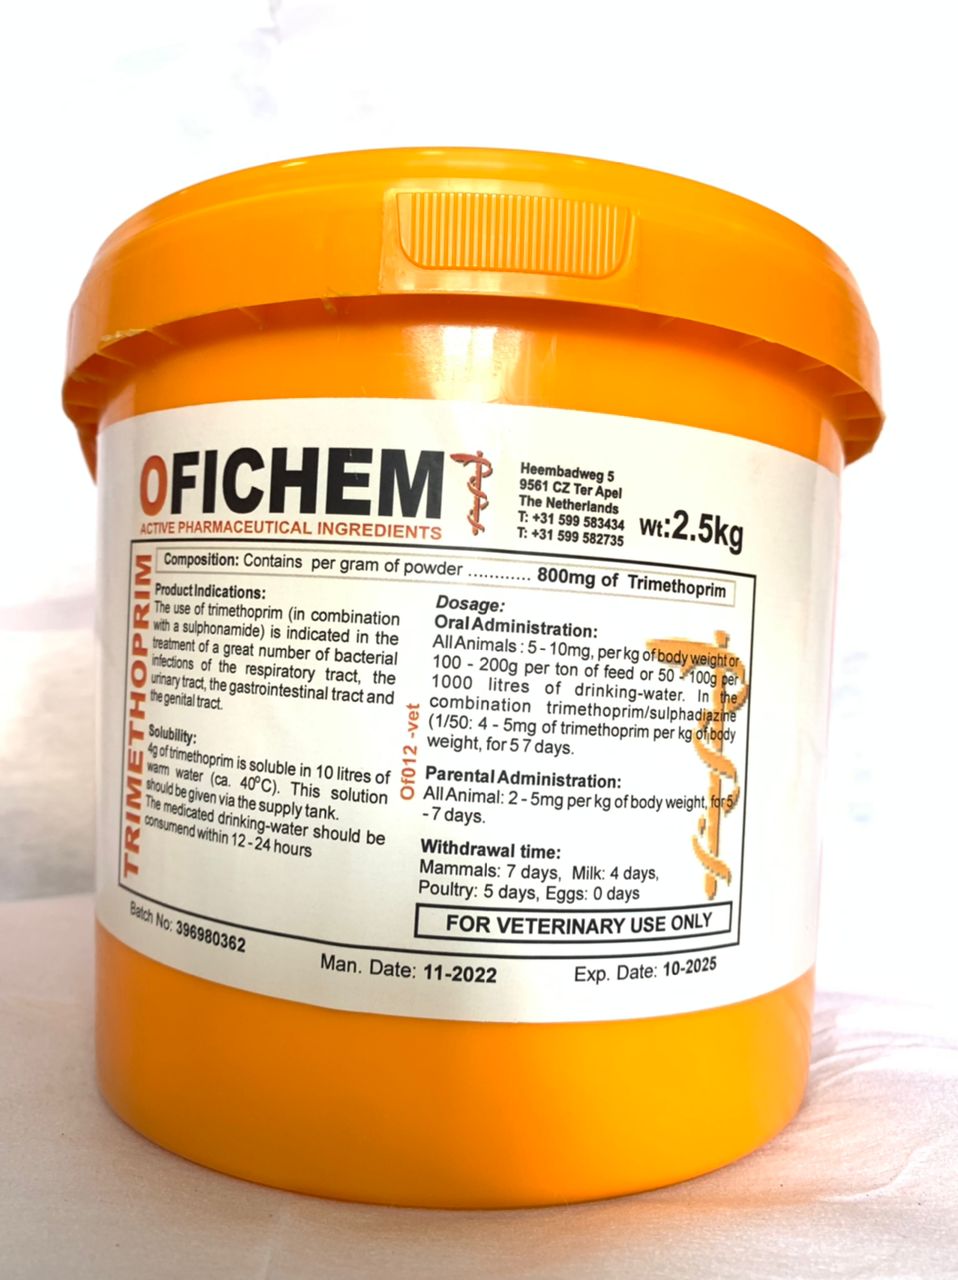 OFICHEM
ACTIVE PHARMACEUTICAL INGREDIENTS
Heembadweg 5
9561 CZ Ter Apel
The Netherlands
T: +31 599 583434
T: +31 599 582735
Wt:2.5kg
TRIMETHOPRIM
Composition: Contains per gram of powder ............ 800mg of Trimethoprim
Product Indications:
The use of trimethoprim (in combination
with a sulphonamide) is indicated in the
treatment of a great number of bacterial
infections of the respiratory tract, the
urinary tract, the gastrointestinal tract and
the genital tract.
Solubility:
4g of trimethoprim is soluble in 10 litres of
warm water (ca. 40ºC). This solution
should be given via the supply tank.
The medicated drinking-water should be
consumend within 12 - 24 hours
Of012 -vet
Dosage:
Oral Administration:
All Animals : 5 - 10mg, per kg of body weight or
100 - 200g per ton of feed or 50 - 100g per
1000 litres of drinking-water. In the
combination trimethoprim/sulphadiazine
(1/50: 4 - 5mg of trimethoprim per kg of body
weight, for 5 7 days.
Parental Administration:
All Animal: 2 - 5mg per kg of body weight, for 5
- 7 days.
Withdrawal time:
Mammals: 7 days, Milk: 4 days,
Poultry: 5 days, Eggs: 0 days
FOR VETERINARY USE ONLY
Batch No: 396980362
Man. Date: 11-2022
Exp. Date: 10-2025